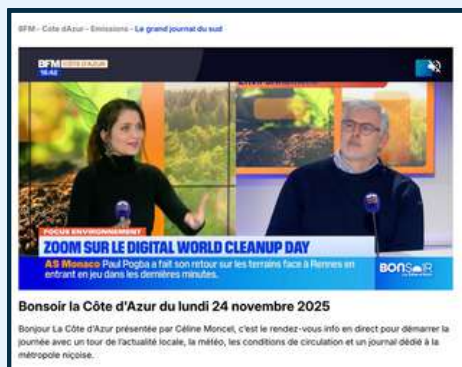 BFM - Côte d'Azur - Emissions - Le grand journal du sud
BFM CÔTE D'AZUR
18:42
FOCUS ENVIRONNEMENT
ZOOM SUR LE DIGITAL WORLD CLEANUP DAY
AS Monaco Paul Pogba a fait son retour sur les terrains face à Rennes en
entrant en jeu dans les dernières minutes.
BONSOIR
Bonsoir la Côte d'Azur du lundi 24 novembre 2025
Bonjour La Côte d'Azur présentée par Céline Moncel, c'est le rendez-vous info en direct pour démarrer la
journée avec un tour de l'actualité locale, la météo, les conditions de circulation et un journal dédié à la
métropole niçoise.